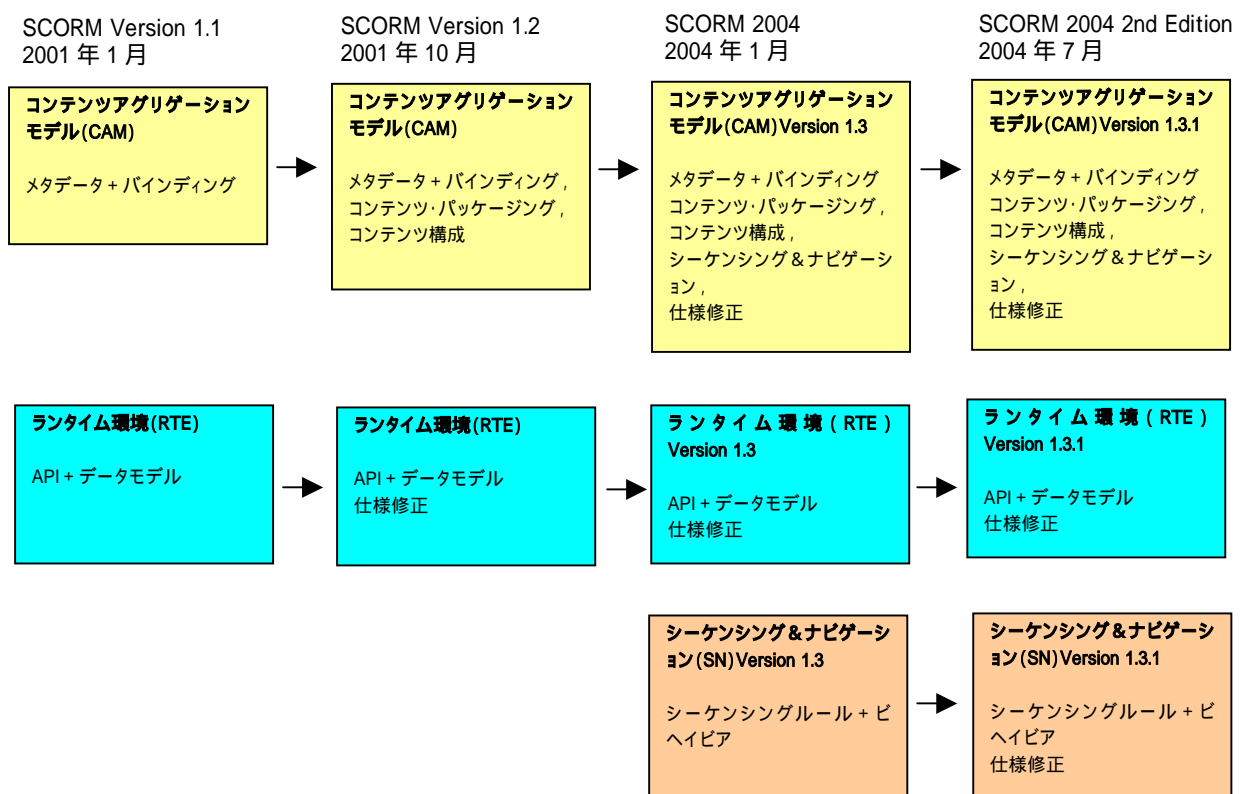 SCORM Version 1.1
2001 年 1 月
SCORM Version 1.2
2001 年 10 月
SCORM 2004
2004 年 1 月
SCORM 2004 2nd Edition
2004 年 7 月
コンテンツアグリゲーション
モデル(CAM)
メタデータ + バインディング
コンテンツアグリゲーション
モデル(CAM)
メタデータ + バインディング ,
コンテンツ・パッケージング ,
コンテンツ構成
コンテンツアグリゲーション
モデル(CAM)Version 1.3
メタデータ + バインディング
コンテンツ・パッケージング ,
コンテンツ構成 ,
シーケンシング＆ナビゲーシ
ョン ,
仕様修正
コンテンツアグリゲーション
モデル(CAM)Version 1.3.1
メタデータ + バインディング
コンテンツ・パッケージング ,
コンテンツ構成 ,
シーケンシング＆ナビゲーシ
ョン ,
仕様修正
ランタイム環境(RTE)
API + データモデル
ランタイム環境(RTE)
API + データモデル
仕様修正
ランタイム環境 ( RTE )
Version 1.3
API + データモデル
仕様修正
ランタイム環境 ( RTE )
Version 1.3.1
API + データモデル
仕様修正
シーケンシング＆ナビゲーシ
ョン(SN)Version 1.3
シーケンシングルール + ビ
ヘイビア
シーケンシング＆ナビゲーシ
ョン(SN)Version 1.3.1
シーケンシングルール + ビ
ヘイビア
仕様修正